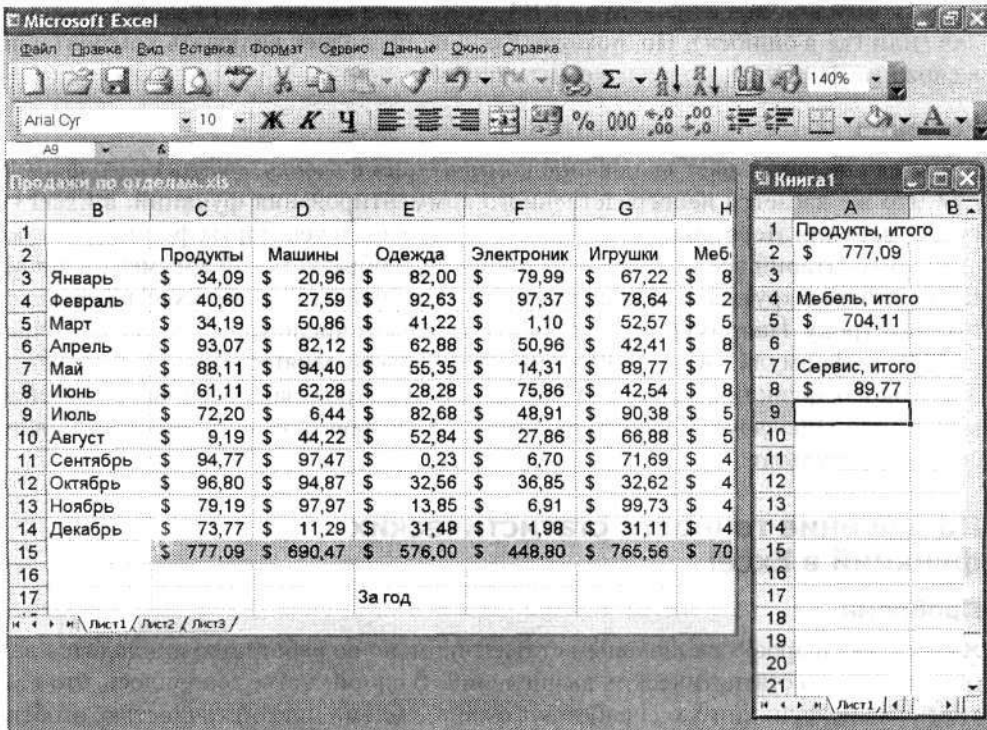 Microsoft Excel
Файл Правка Вид Вставка Формат Сервис Данные Окно Справка
ABC Σ А Я Я А 140%
Arial Cyr 10 Ж К Ч % 000 ,00 ,00 A
A9 fx
Продажи по отделам.xls
B C D E F G H
1
2 Продукты Машины Одежда Электроник Игрушки Меб
3 Январь $ 34,09 $ 20,96 $ 82,00 $ 79,99 $ 67,22 $ 8
4 Февраль $ 40,60 $ 27,59 $ 92,63 $ 97,37 $ 78,64 $ 2
5 Март $ 34,19 $ 50,86 $ 41,22 $ 1,10 $ 52,57 $ 5
6 Апрель $ 93,07 $ 82,12 $ 62,88 $ 50,96 $ 42,41 $ 8
7 Май $ 88,11 $ 94,40 $ 55,35 $ 14,31 $ 89,77 $ 7
8 Июнь $ 61,11 $ 62,28 $ 28,28 $ 75,86 $ 42,54 $ 8
9 Июль $ 72,20 $ 6,44 $ 82,68 $ 48,91 $ 90,38 $ 5
10 Август $ 9,19 $ 44,22 $ 52,84 $ 27,86 $ 66,88 $ 5
11 Сентябрь $ 94,77 $ 97,47 $ 0,23 $ 6,70 $ 71,69 $ 4
12 Октябрь $ 96,80 $ 94,87 $ 32,56 $ 36,85 $ 32,62 $ 4
13 Ноябрь $ 79,19 $ 97,97 $ 13,85 $ 6,91 $ 99,73 $ 4
14 Декабрь $ 73,77 $ 11,29 $ 31,48 $ 1,98 $ 31,11 $ 4
15 $ 777,09 $ 690,47 $ 576,00 $ 448,80 $ 765,56 $ 70
16
17 За год
Лист1 / Лист2 / Лист3 /
Книга1
A B
1 Продукты, итого
2 $ 777,09
3
4 Мебель, итого
5 $ 704,11
6
7 Сервис, итого
8 $ 89,77
9
10
11
12
13
14
15
16
17
18
19
20
21
Лист1